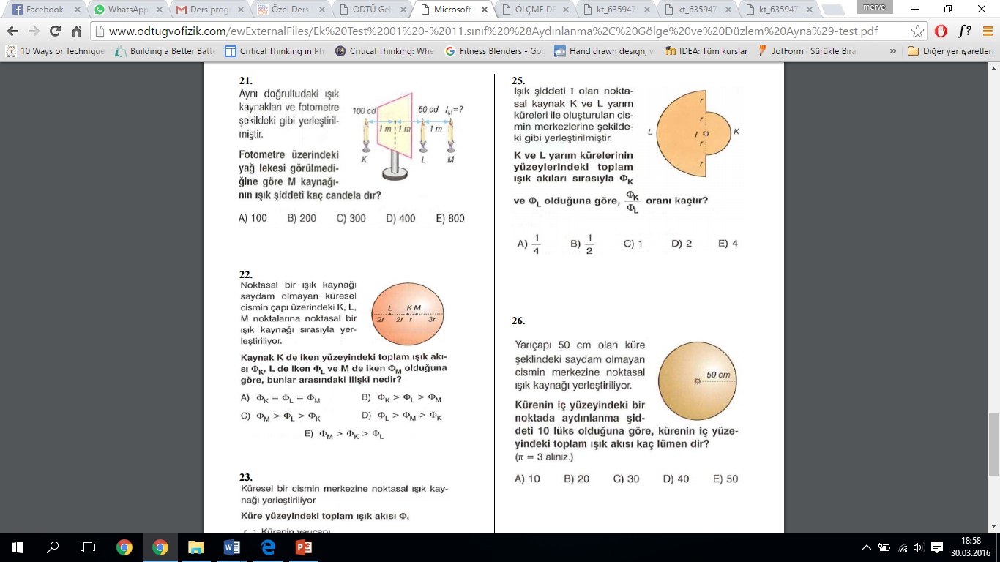 merve
Facebook
WhatsApp
Gmail Ders prog
Özel Ders
ODTÜ Gel
Microsoft
ÖLÇME DE
kt_635947
kt_635947
kt_635947
www.odtugvofizik.com/ewExternalFiles/Ek%20Test%2001%20-%2011.sınıf%20%28Aydınlanma%2C%20Gölge%20ve%20Düzlem%20Ayna%29-test.pdf
f?
10 Ways or Technique
Building a Better Batt
Critical Thinking in Ph
Critical Thinking: Whe
Fitness Blenders - Goo
Hand drawn design, v
IDEA: Tüm kurslar
JotForm · Sürükle Bıra
»
Diğer yer işaretleri
21.
Aynı doğrultudaki ışık
kaynakları ve fotometre
şekildeki gibi yerleştiril-
miştir.
Fotometre üzerindeki
yağ lekesi görülmedi-
ğine göre M kaynağı-
nın ışık şiddeti kaç candela dır?
100 cd 50 cd I_M=?
1 m 1 m 1 m
K L M
A) 100 B) 200 C) 300 D) 400 E) 800
22.
Noktasal bir ışık kaynağı
saydam olmayan küresel
cismin çapı üzerindeki K, L,
M noktalarına noktasal bir
ışık kaynağı sırasıyla yer-
leştiriliyor.
L K M
2r 2r r 3r
Kaynak K de iken yüzeyindeki toplam ışık akı-
sı Φ_K, L de iken Φ_L ve M de iken Φ_M olduğuna
göre, bunlar arasındaki ilişki nedir?
A) Φ_K = Φ_L = Φ_M B) Φ_K > Φ_L > Φ_M
C) Φ_M > Φ_L > Φ_K D) Φ_L > Φ_M > Φ_K
E) Φ_M > Φ_K > Φ_L
23.
Küresel bir cismin merkezine noktasal ışık kay-
nağı yerleştiriliyor
Küre yüzeyindeki toplam ışık akısı Φ,
r : Kürenin yarıçapı
25.
Işık şiddeti I olan nokta-
sal kaynak K ve L yarım
küreleri ile oluşturulan cis-
min merkezlerine şekilde-
ki gibi yerleştirilmiştir.
K ve L yarım kürelerinin
yüzeylerindeki toplam
ışık akıları sırasıyla Φ_K
ve Φ_L olduğuna göre, Φ_K/Φ_L oranı kaçtır?
r
r
L I K
r
r
A) 1/4 B) 1/2 C) 1 D) 2 E) 4
26.
Yarıçapı 50 cm olan küre
şeklindeki saydam olmayan
cismin merkezine noktasal
ışık kaynağı yerleştiriliyor.
50 cm
Kürenin iç yüzeyindeki bir
noktada aydınlanma şid-
deti 10 lüks olduğuna göre, kürenin iç yüze-
yindeki toplam ışık akısı kaç lümen dir?
(π = 3 alınız.)
A) 10 B) 20 C) 30 D) 40 E) 50
18:58
30.03.2016